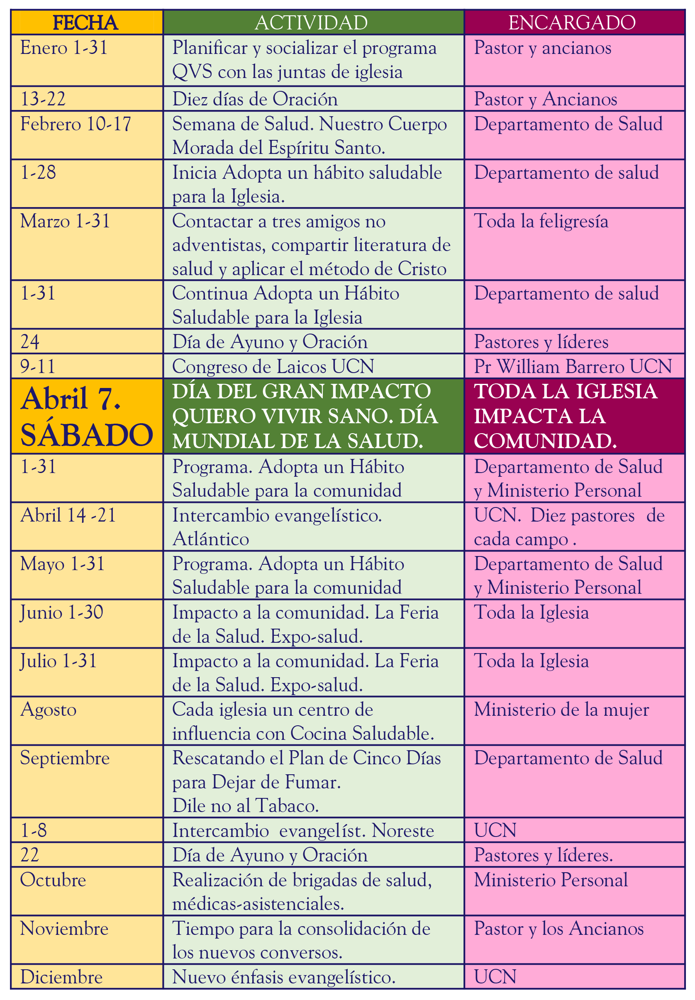 FECHA ACTIVIDAD ENCARGADO
Enero 1-31 Planificar y socializar el programa Pastor y ancianos
QVS con las juntas de iglesia
13-22 Diez días de Oración Pastor y Ancianos
Febrero 10-17 Semana de Salud. Nuestro Cuerpo Departamento de Salud
Morada del Espíritu Santo.
1-28 Inicia Adopta un hábito saludable Departamento de salud
para la Iglesia.
Marzo 1-31 Contactar a tres amigos no Toda la feligresía
adventistas, compartir literatura de
salud y aplicar el método de Cristo
1-31 Continua Adopta un Hábito Departamento de salud
Saludable para la Iglesia
24 Día de Ayuno y Oración Pastores y líderes
9-11 Congreso de Laicos UCN Pr William Barrero UCN
Abril 7. DÍA DEL GRAN IMPACTO TODA LA IGLESIA
SÁBADO QUIERO VIVIR SANO. DÍA IMPACTA LA
MUNDIAL DE LA SALUD. COMUNIDAD.
1-31 Programa. Adopta un Hábito Departamento de Salud
Saludable para la comunidad y Ministerio Personal
Abril 14 -21 Intercambio evangelístico. UCN. Diez pastores de
Atlántico cada campo .
Mayo 1-31 Programa. Adopta un Hábito Departamento de Salud
Saludable para la comunidad y Ministerio Personal
Junio 1-30 Impacto a la comunidad. La Feria Toda la Iglesia
de la Salud. Expo-salud.
Julio 1-31 Impacto a la comunidad. La Feria Toda la Iglesia
de la Salud. Expo-salud.
Agosto Cada iglesia un centro de Ministerio de la mujer
influencia con Cocina Saludable.
Septiembre Rescatando el Plan de Cinco Días Departamento de Salud
para Dejar de Fumar.
Dile no al Tabaco.
1-8 Intercambio evangelíst. Noreste UCN
22 Día de Ayuno y Oración Pastores y líderes.
Octubre Realización de brigadas de salud, Ministerio Personal
médicas-asistenciales.
Noviembre Tiempo para la consolidación de Pastor y los Ancianos
los nuevos conversos.
Diciembre Nuevo énfasis evangelístico. UCN